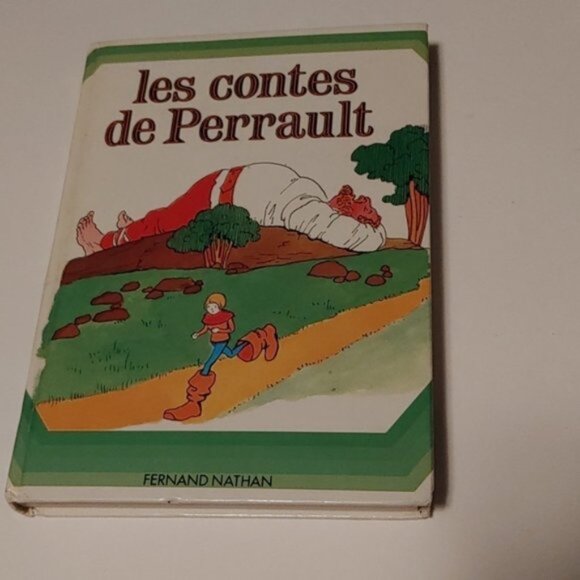 les contes
de Perrault
FERNAND NATHAN